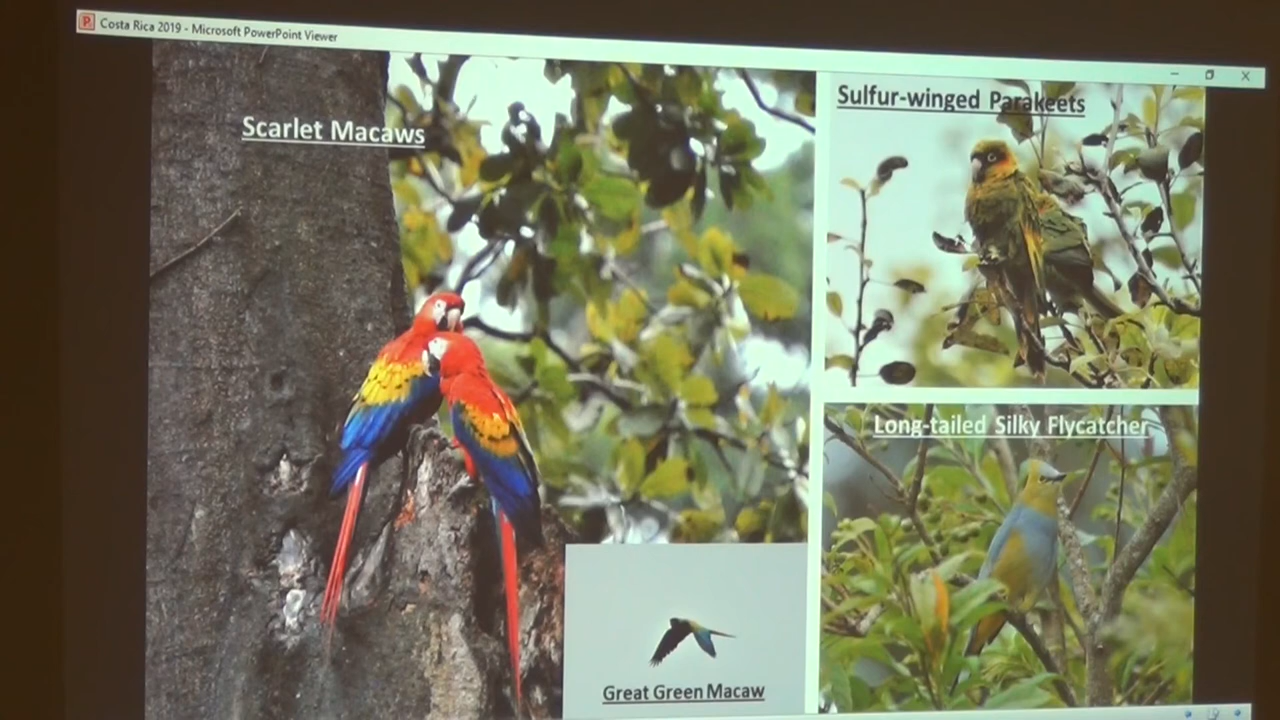 Costa Rica 2019 - Microsoft PowerPoint Viewer
Scarlet Macaws
Sulfur-winged Parakeets
Long-tailed Silky Flycatcher
Great Green Macaw